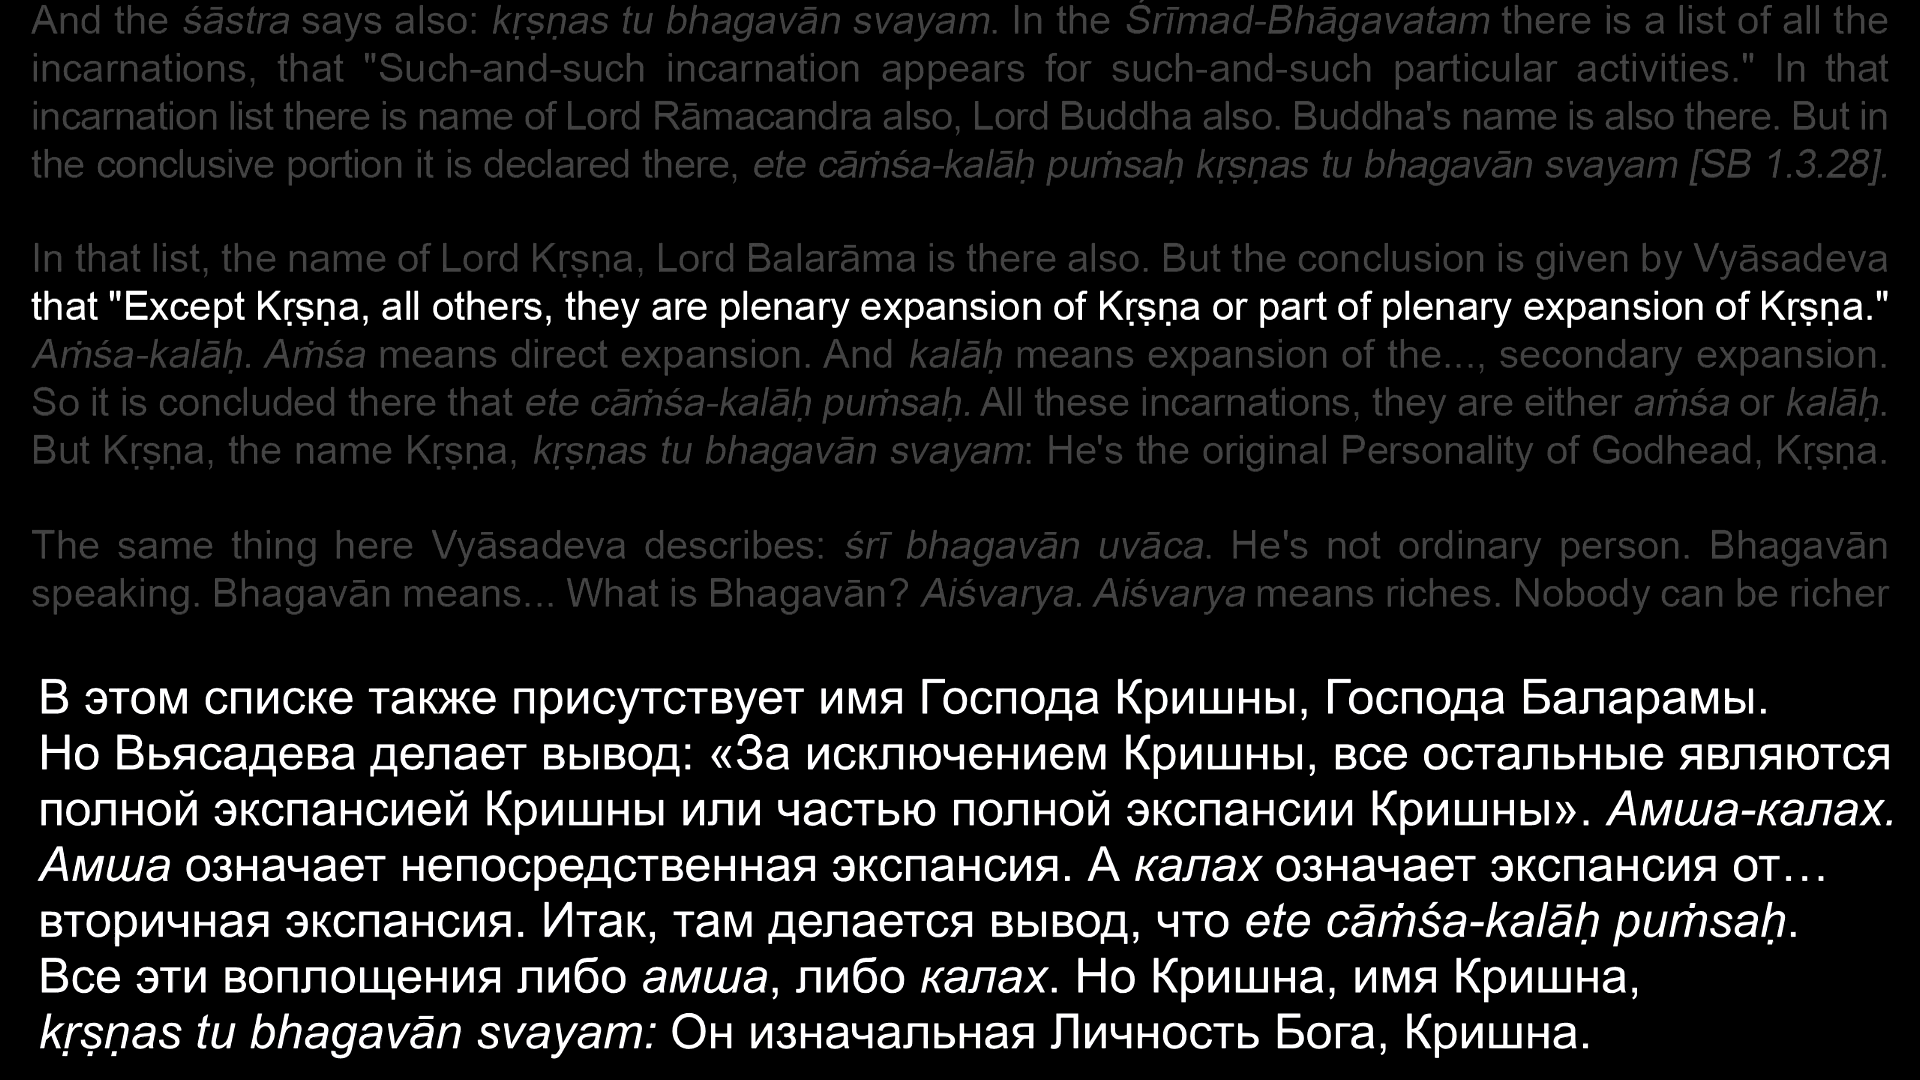 And the śāstra says also: kṛṣṇas tu bhagavān svayam. In the Śrīmad-Bhāgavatam there is a list of all the
incarnations, that "Such-and-such incarnation appears for such-and-such particular activities." In that
incarnation list there is name of Lord Rāmacandra also, Lord Buddha also. Buddha's name is also there. But in
the conclusive portion it is declared there, ete cāṁśa-kalāḥ puṁsaḥ kṛṣṇas tu bhagavān svayam [SB 1.3.28].
In that list, the name of Lord Kṛṣṇa, Lord Balarāma is there also. But the conclusion is given by Vyāsadeva
that "Except Kṛṣṇa, all others, they are plenary expansion of Kṛṣṇa or part of plenary expansion of Kṛṣṇa."
Aṁśa-kalāḥ. Aṁśa means direct expansion. And kalāḥ means expansion of the..., secondary expansion.
So it is concluded there that ete cāṁśa-kalāḥ puṁsaḥ. All these incarnations, they are either aṁśa or kalāḥ.
But Kṛṣṇa, the name Kṛṣṇa, kṛṣṇas tu bhagavān svayam: He's the original Personality of Godhead, Kṛṣṇa.
The same thing here Vyāsadeva describes: śrī bhagavān uvāca. He's not ordinary person. Bhagavān
speaking. Bhagavān means... What is Bhagavān? Aiśvarya. Aiśvarya means riches. Nobody can be richer
В этом списке также присутствует имя Господа Кришны, Господа Баларамы.
Но Вьясадева делает вывод: «За исключением Кришны, все остальные являются
полной экспансией Кришны или частью полной экспансии Кришны». Амша-калах.
Амша означает непосредственная экспансия. А калах означает экспансия от…
вторичная экспансия. Итак, там делается вывод, что ete cāṁśa-kalāḥ puṁsaḥ.
Все эти воплощения либо амша, либо калах. Но Кришна, имя Кришна,
kṛṣṇas tu bhagavān svayam: Он изначальная Личность Бога, Кришна.